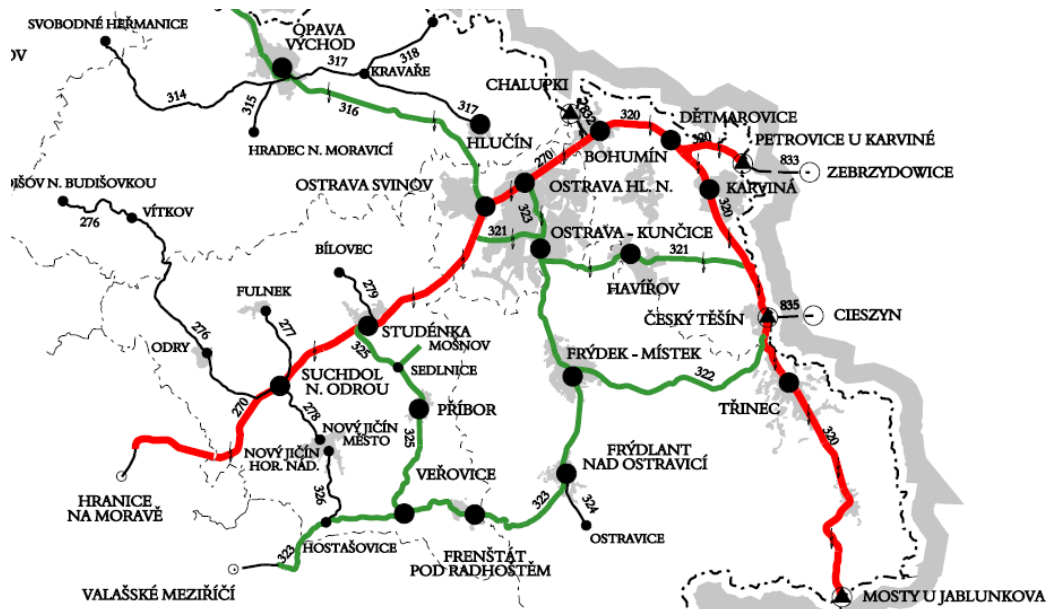 SVOBODNÉ HEŘMANICE
OV
OPAVA
VÝCHOD
317
318
KRAVAŘE
314
315
316
317
HLUČÍN
HRADEC N. MORAVICÍ
CHALUPKI
832
320
DĚTMAROVICE
320
PETROVICE U KARVINÉ
833
ZEBRZYDOWICE
270
BOHUMÍN
OSTRAVA SVINOV
OSTRAVA HL. N.
KARVINÁ
320
323
321
OSTRAVA - KUNČICE
321
HAVÍŘOV
DIŠOV N. BUDIŠOVKOU
276
VÍTKOV
BÍLOVEC
279
FULNEK
277
276
ODRY
STUDÉNKA
MOŠNOV
325
SEDLNICE
ČESKÝ TĚŠÍN
835
CIESZYN
FRÝDEK - MÍSTEK
322
TŘINEC
320
SUCHDOL
N. ODROU
270
278
PŘÍBOR
325
NOVÝ JIČÍN
MĚSTO
NOVÝ JIČÍN
HOR. NÁD.
326
VEŘOVICE
FRÝDLANT
NAD OSTRAVICÍ
323
324
OSTRAVICE
HRANICE
NA MORAVĚ
HOSTAŠOVICE
323
FRENŠTÁT
POD RADHOŠTĚM
VALAŠSKÉ MEZIŘÍČÍ
MOSTY U JABLUNKOVA